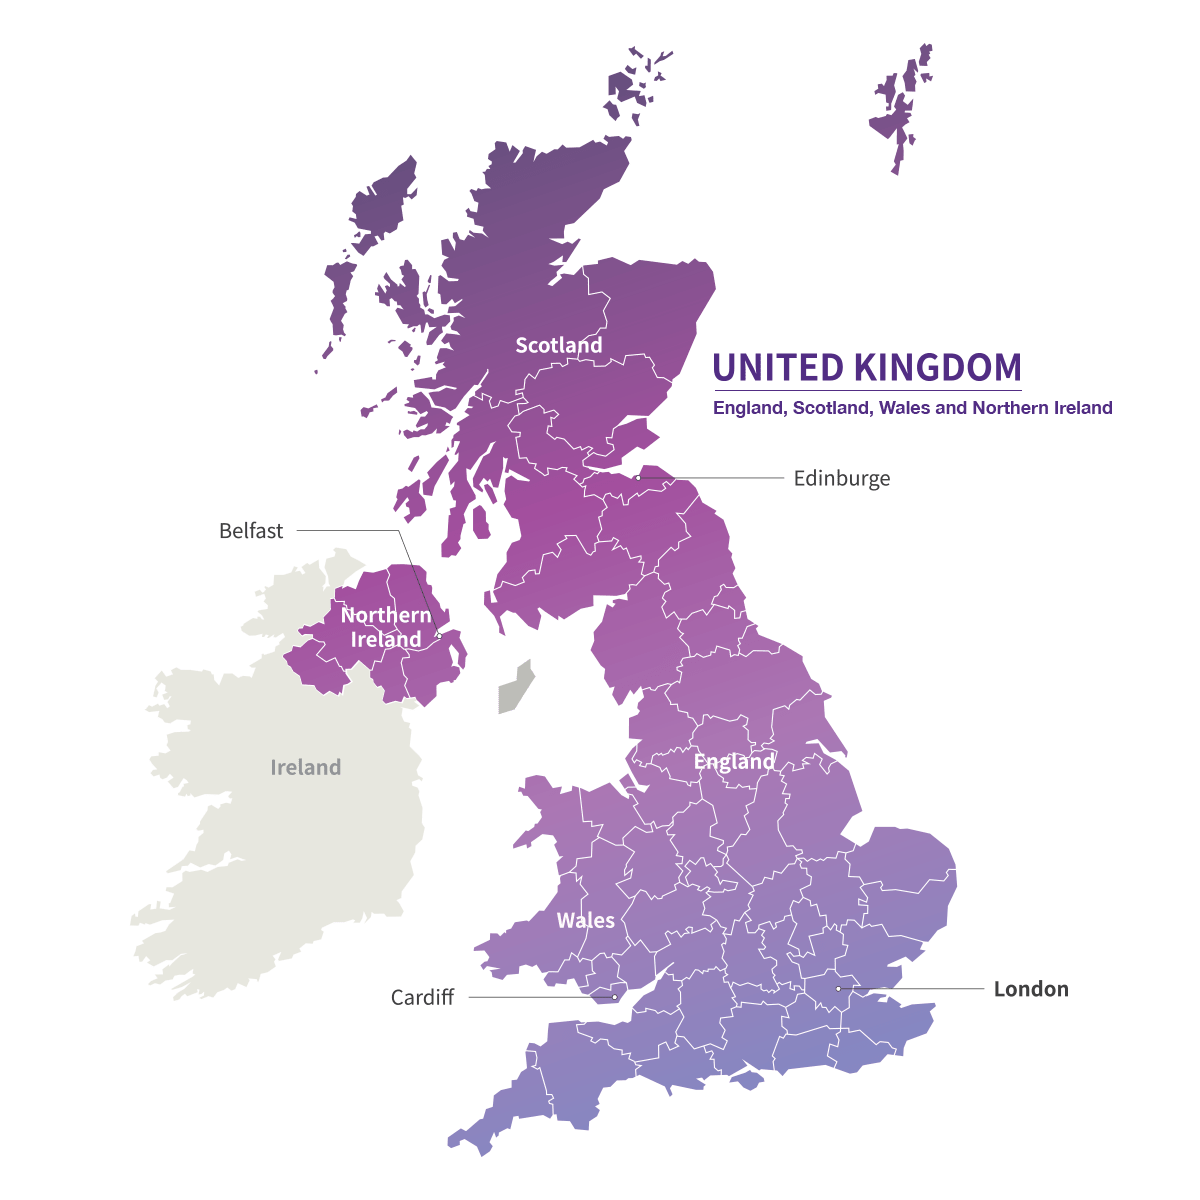 Scotland
UNITED KINGDOM
England, Scotland, Wales and Northern Ireland
Edinburge
Belfast
Northern
Ireland
England
Ireland
Wales
Cardiff
London